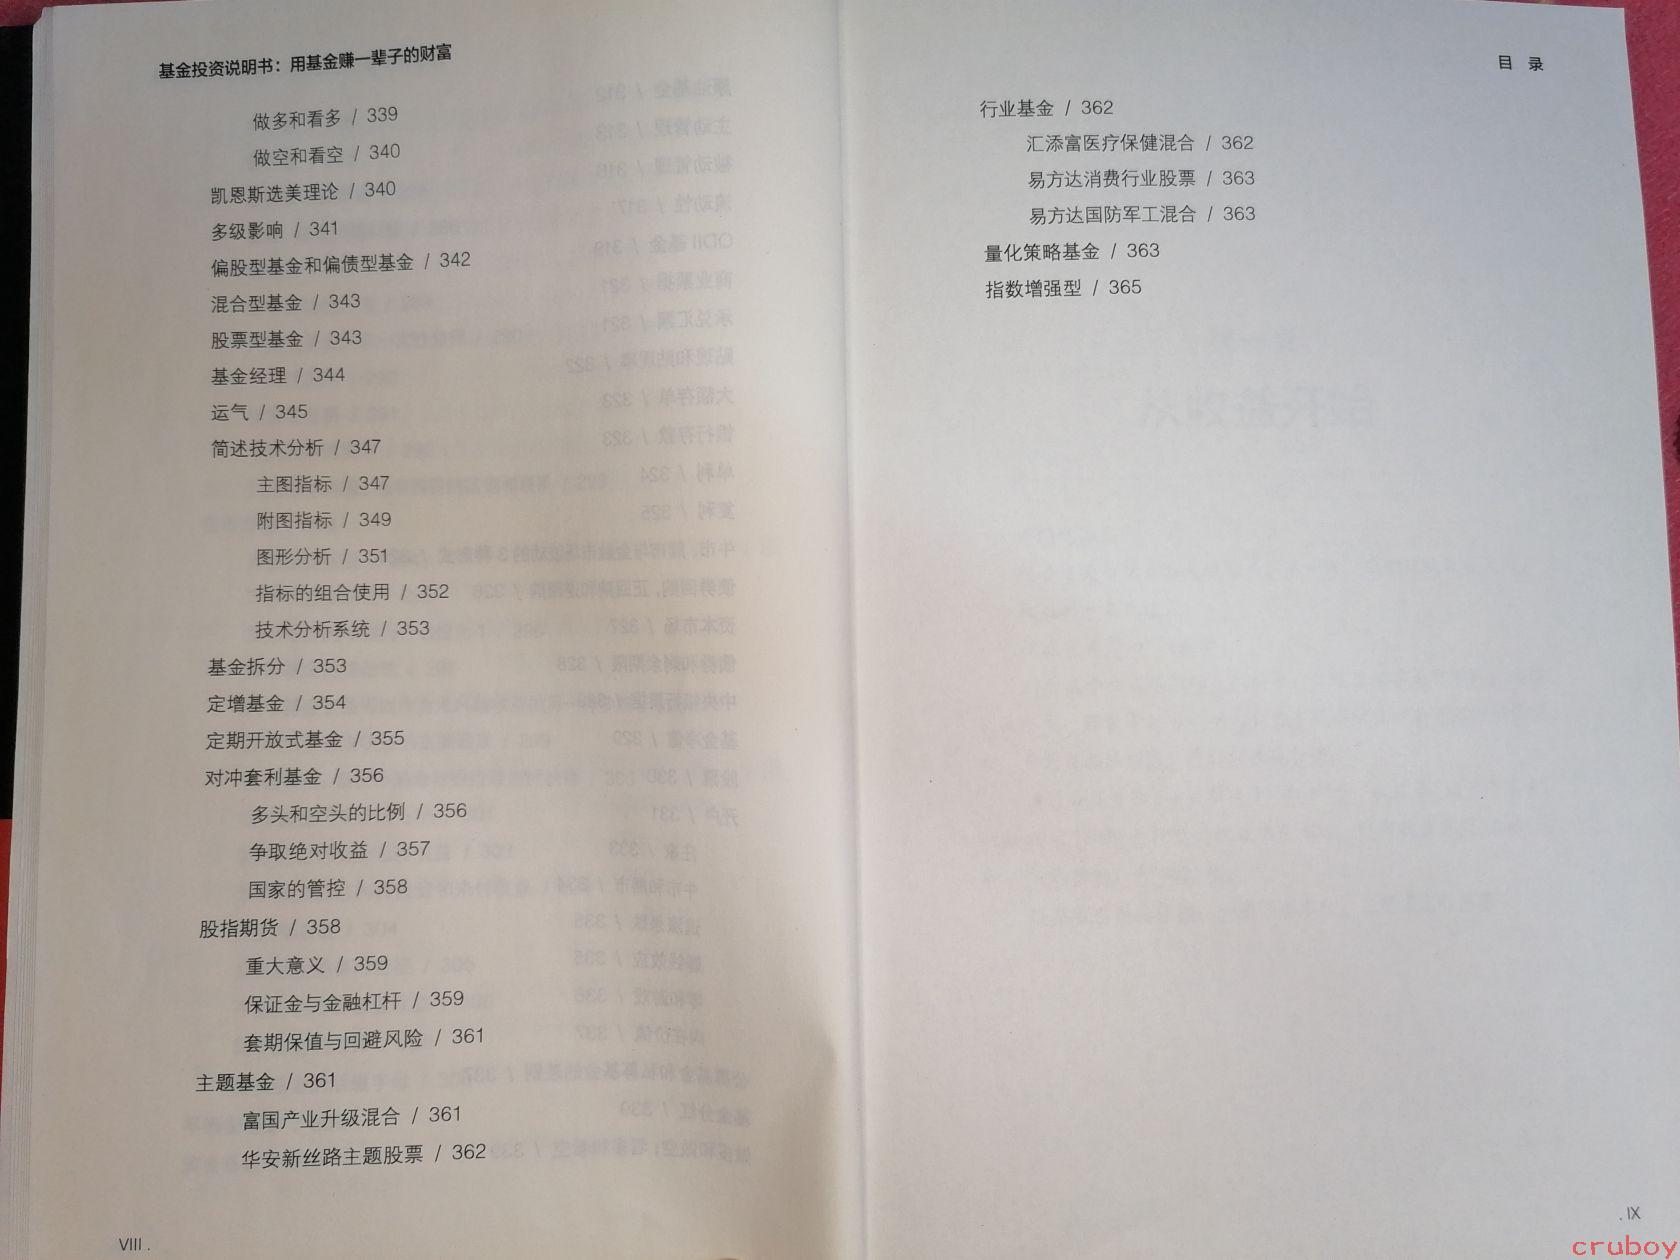 基金投资说明书：用基金赚一辈子的财富
做多和看多 / 339
做空和看空 / 340
凯恩斯选美理论 / 340
多级影响 / 341
偏股型基金和偏债型基金 / 342
混合型基金 / 343
股票型基金 / 343
基金经理 / 344
运气 / 345
简述技术分析 / 347
主图指标 / 347
附图指标 / 349
图形分析 / 351
指标的组合使用 / 352
技术分析系统 / 353
基金拆分 / 353
定增基金 / 354
定期开放式基金 / 355
对冲套利基金 / 356
多头和空头的比例 / 356
争取绝对收益 / 357
国家的管控 / 358
股指期货 / 358
重大意义 / 359
保证金与金融杠杆 / 359
套期保值与回避风险 / 361
主题基金 / 361
富国产业升级混合 / 361
华安新丝路主题股票 / 362
VIII .
目 录
行业基金 / 362
汇添富医疗保健混合 / 362
易方达消费行业股票 / 363
易方达国防军工混合 / 363
量化策略基金 / 363
指数增强型 / 365
. IX
cruboy